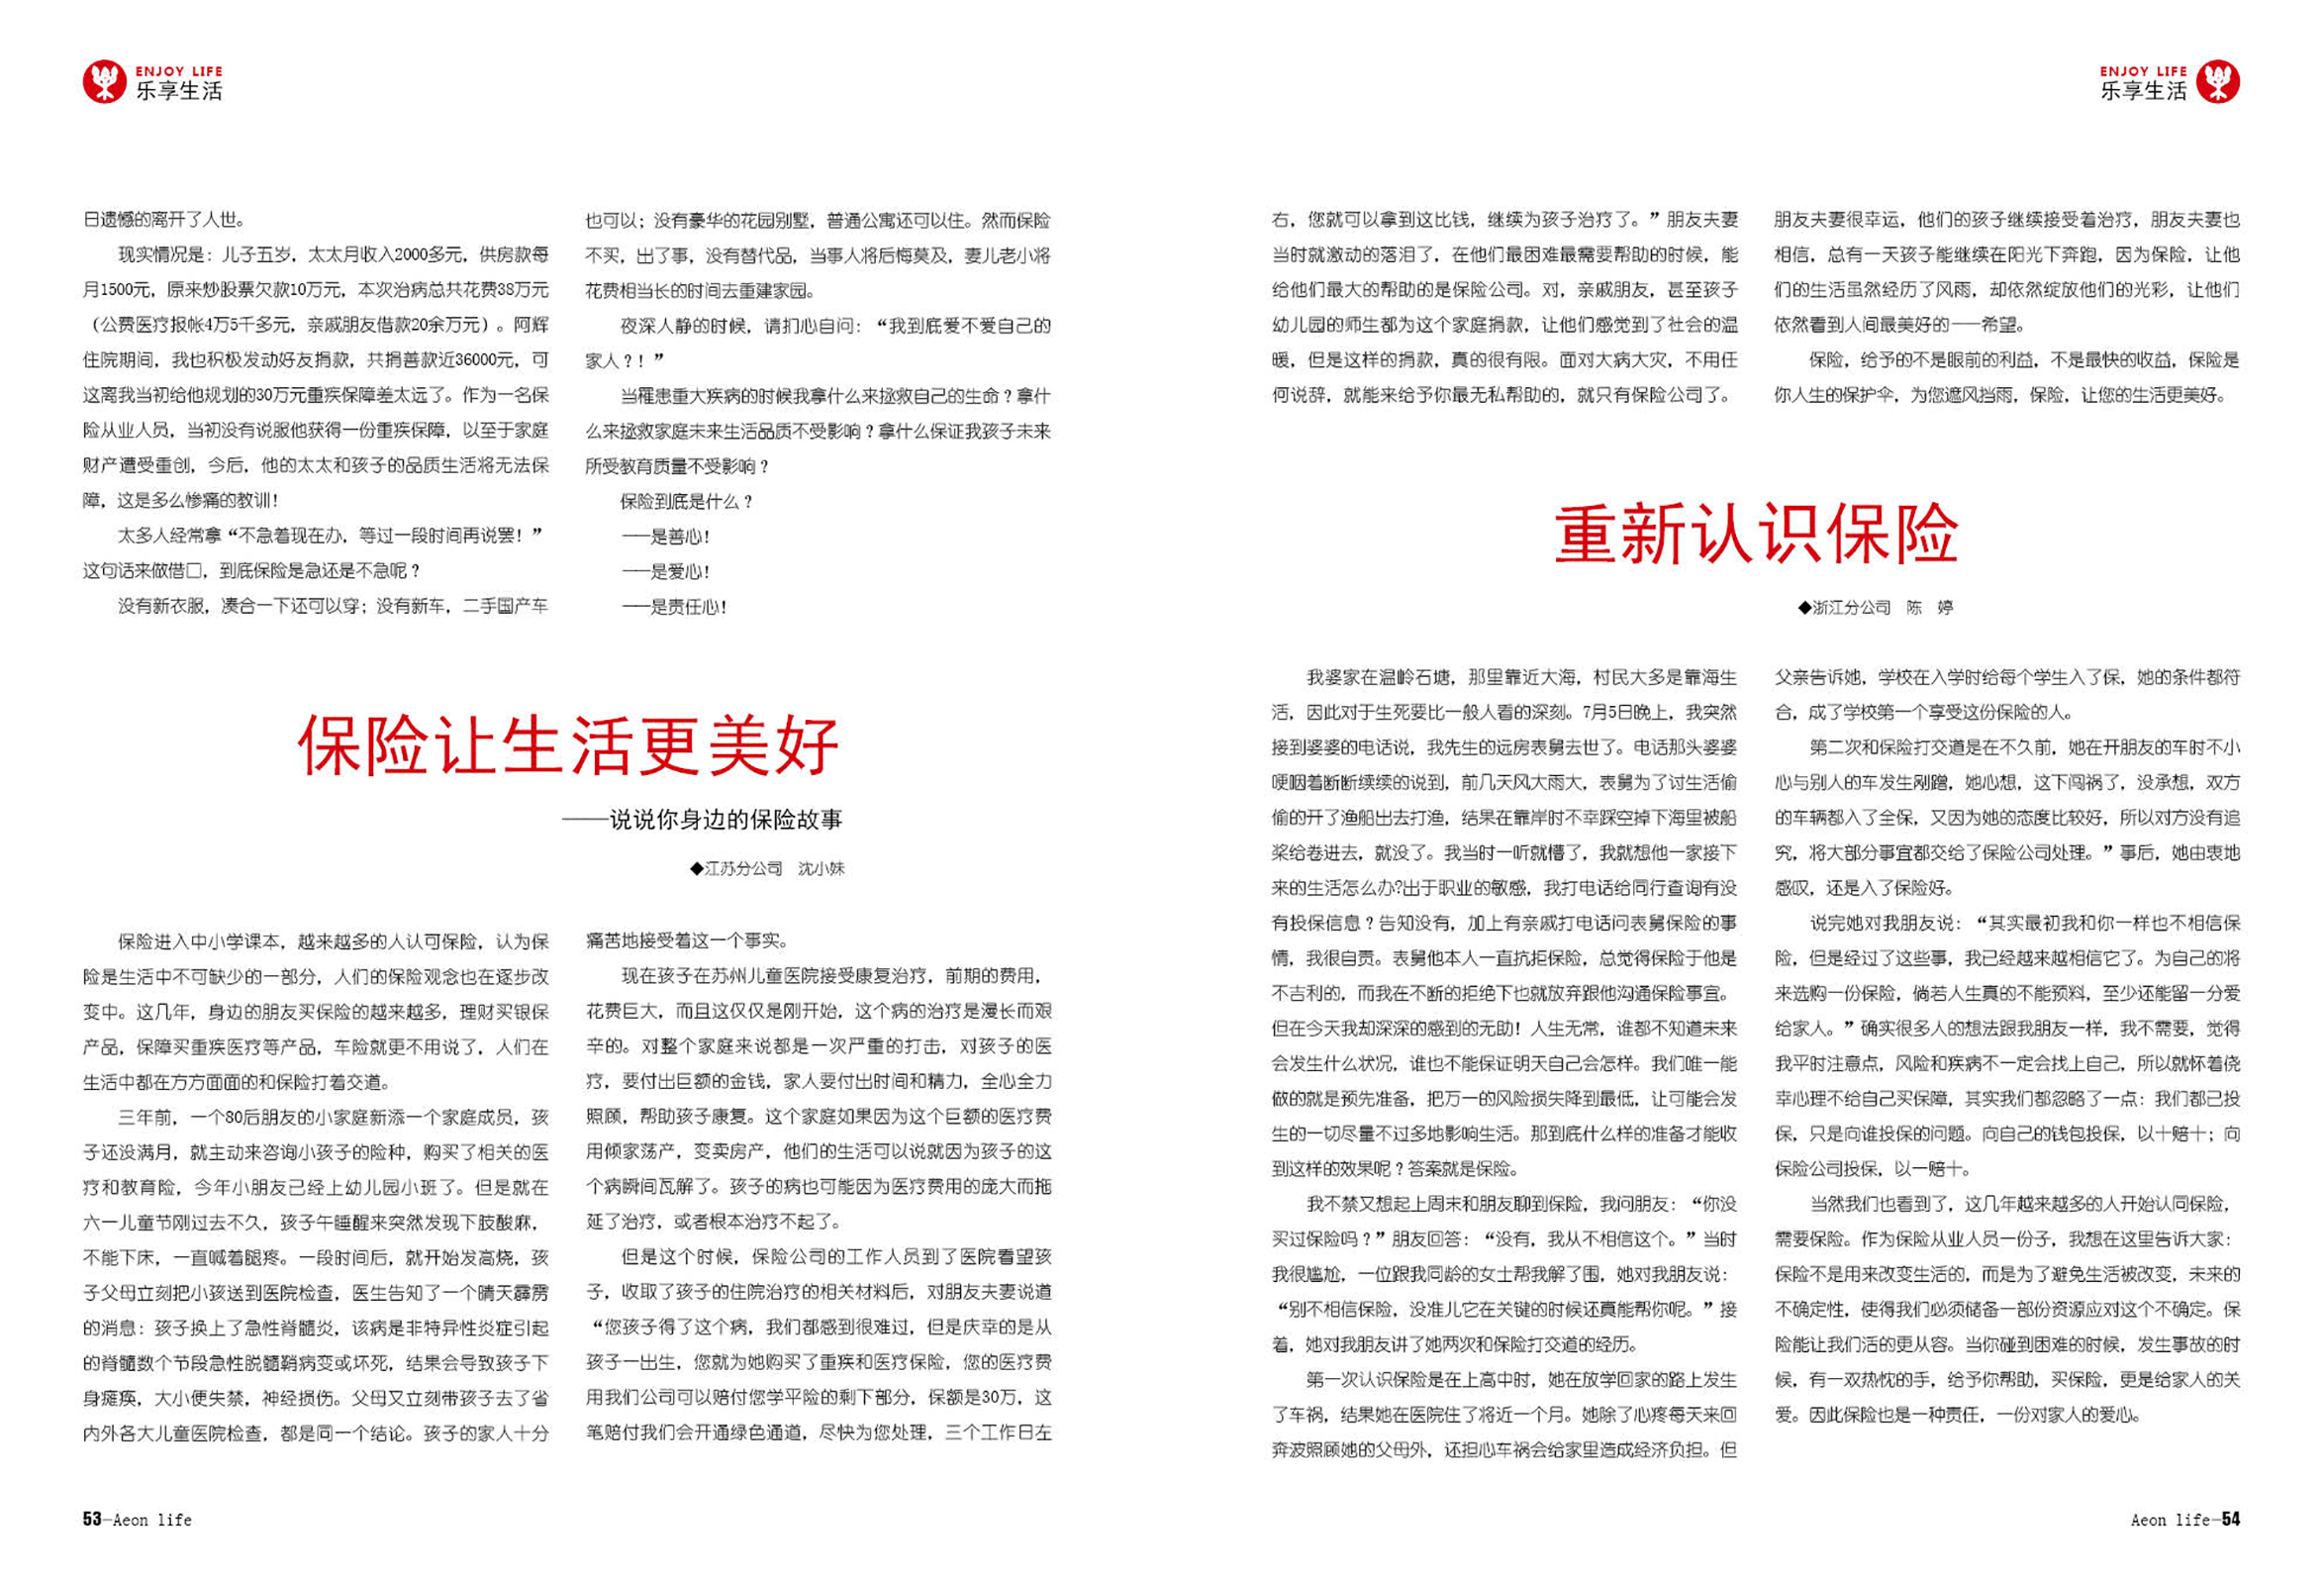 ENJOY LIFE
乐享生活
日遗憾的离开了人世。
现实情况是：儿子五岁，太太月收入2000多元，供房款每
月1500元，原来炒股票欠款10万元，本次治病总共花费38万元
（公费医疗报帐4万5千多元，亲戚朋友借款20余万元）。阿辉
住院期间，我也积极发动好友捐款，共捐善款近36000元，可
这离我当初给他规划的30万元重疾保障差太远了。作为一名保
险从业人员，当初没有说服他获得一份重疾保障，以至于家庭
财产遭受重创，今后，他的太太和孩子的品质生活将无法保
障，这是多么惨痛的教训！
太多人经常拿“不急着现在办，等过一段时间再说罢！”
这句话来做借口，到底保险是急还是不急呢？
没有新衣服，凑合一下还可以穿；没有新车，二手国产车
也可以；没有豪华的花园别墅，普通公寓还可以住。然而保险
不买，出了事，没有替代品，当事人将后悔莫及，妻儿老小将
花费相当长的时间去重建家园。
夜深人静的时候，请扪心自问：“我到底爱不爱自己的
家人？！”
当罹患重大疾病的时候我拿什么来拯救自己的生命？拿什
么来拯救家庭未来生活品质不受影响？拿什么保证我孩子未来
所受教育质量不受影响？
保险到底是什么？
——是善心！
——是爱心！
——是责任心！
保险让生活更美好
——说说你身边的保险故事
◆江苏分公司 沈小妹
保险进入中小学课本，越来越多的人认可保险，认为保
险是生活中不可缺少的一部分，人们的保险观念也在逐步改
变中。这几年，身边的朋友买保险的越来越多，理财买银保
产品，保障买重疾医疗等产品，车险就更不用说了，人们在
生活中都在方方面面的和保险打着交道。
三年前，一个80后朋友的小家庭新添一个家庭成员，孩
子还没满月，就主动来咨询小孩子的险种，购买了相关的医
疗和教育险，今年小朋友已经上幼儿园小班了。但是就在
六一儿童节刚过去不久，孩子午睡醒来突然发现下肢酸麻，
不能下床，一直喊着腿疼。一段时间后，就开始发高烧，孩
子父母立刻把小孩送到医院检查，医生告知了一个晴天霹雳
的消息：孩子换上了急性脊髓炎，该病是非特异性炎症引起
的脊髓数个节段急性脱髓鞘病变或坏死，结果会导致孩子下
身瘫痪，大小便失禁，神经损伤。父母又立刻带孩子去了省
内外各大儿童医院检查，都是同一个结论。孩子的家人十分
痛苦地接受着这一个事实。
现在孩子在苏州儿童医院接受康复治疗，前期的费用，
花费巨大，而且这仅仅是刚开始，这个病的治疗是漫长而艰
辛的。对整个家庭来说都是一次严重的打击，对孩子的医
疗，要付出巨额的金钱，家人要付出时间和精力，全心全力
照顾，帮助孩子康复。这个家庭如果因为这个巨额的医疗费
用倾家荡产，变卖房产，他们的生活可以说就因为孩子的这
个病瞬间瓦解了。孩子的病也可能因为医疗费用的庞大而拖
延了治疗，或者根本治疗不起了。
但是这个时候，保险公司的工作人员到了医院看望孩
子，收取了孩子的住院治疗的相关材料后，对朋友夫妻说道
“您孩子得了这个病，我们都感到很难过，但是庆幸的是从
孩子一出生，您就为她购买了重疾和医疗保险，您的医疗费
用我们公司可以赔付您学平险的剩下部分，保额是30万，这
笔赔付我们会开通绿色通道，尽快为您处理，三个工作日左
53—Aeon life
ENJOY LIFE
乐享生活
右，您就可以拿到这比钱，继续为孩子治疗了。”朋友夫妻
当时就激动的落泪了，在他们最困难最需要帮助的时候，能
给他们最大的帮助的是保险公司。对，亲戚朋友，甚至孩子
幼儿园的师生都为这个家庭捐款，让他们感觉到了社会的温
暖，但是这样的捐款，真的很有限。面对大病大灾，不用任
何说辞，就能来给予你最无私帮助的，就只有保险公司了。
朋友夫妻很幸运，他们的孩子继续接受着治疗，朋友夫妻也
相信，总有一天孩子能继续在阳光下奔跑，因为保险，让他
们的生活虽然经历了风雨，却依然绽放他们的光彩，让他们
依然看到人间最美好的——希望。
保险，给予的不是眼前的利益，不是最快的收益，保险是
你人生的保护伞，为您遮风挡雨，保险，让您的生活更美好。
重新认识保险
◆浙江分公司 陈 婷
我婆家在温岭石塘，那里靠近大海，村民大多是靠海生
活，因此对于生死要比一般人看的深刻。7月5日晚上，我突然
接到婆婆的电话说，我先生的远房表舅去世了。电话那头婆婆
哽咽着断断续续的说到，前几天风大雨大，表舅为了讨生活偷
偷的开了渔船出去打渔，结果在靠岸时不幸踩空掉下海里被船
桨给卷进去，就没了。我当时一听就懵了，我就想他一家接下
来的生活怎么办?出于职业的敏感，我打电话给同行查询有没
有投保信息？告知没有，加上有亲戚打电话问表舅保险的事
情，我很自责。表舅他本人一直抗拒保险，总觉得保险于他是
不吉利的，而我在不断的拒绝下也就放弃跟他沟通保险事宜。
但在今天我却深深的感到的无助！人生无常，谁都不知道未来
会发生什么状况，谁也不能保证明天自己会怎样。我们唯一能
做的就是预先准备，把万一的风险损失降到最低，让可能会发
生的一切尽量不过多地影响生活。那到底什么样的准备才能收
到这样的效果呢？答案就是保险。
我不禁又想起上周末和朋友聊到保险，我问朋友：“你没
买过保险吗？”朋友回答：“没有，我从不相信这个。”当时
我很尴尬，一位跟我同龄的女士帮我解了围，她对我朋友说：
“别不相信保险，没准儿它在关键的时候还真能帮你呢。”接
着，她对我朋友讲了她两次和保险打交道的经历。
第一次认识保险是在上高中时，她在放学回家的路上发生
了车祸，结果她在医院住了将近一个月。她除了心疼每天来回
奔波照顾她的父母外，还担心车祸会给家里造成经济负担。但
父亲告诉她，学校在入学时给每个学生入了保，她的条件都符
合，成了学校第一个享受这份保险的人。
第二次和保险打交道是在不久前，她在开朋友的车时不小
心与别人的车发生剐蹭，她心想，这下闯祸了，没承想，双方
的车辆都入了全保，又因为她的态度比较好，所以对方没有追
究，将大部分事宜都交给了保险公司处理。”事后，她由衷地
感叹，还是入了保险好。
说完她对我朋友说：“其实最初我和你一样也不相信保
险，但是经过了这些事，我已经越来越相信它了。为自己的将
来选购一份保险，倘若人生真的不能预料，至少还能留一分爱
给家人。”确实很多人的想法跟我朋友一样，我不需要，觉得
我平时注意点，风险和疾病不一定会找上自己，所以就怀着侥
幸心理不给自己买保障，其实我们都忽略了一点：我们都已投
保，只是向谁投保的问题。向自己的钱包投保，以十赔十；向
保险公司投保，以一赔十。
当然我们也看到了，这几年越来越多的人开始认同保险，
需要保险。作为保险从业人员一份子，我想在这里告诉大家：
保险不是用来改变生活的，而是为了避免生活被改变，未来的
不确定性，使得我们必须储备一部份资源应对这个不确定。保
险能让我们活的更从容。当你碰到困难的时候，发生事故的时
候，有一双热忱的手，给予你帮助，买保险，更是给家人的关
爱。因此保险也是一种责任，一份对家人的爱心。
Aeon life—54